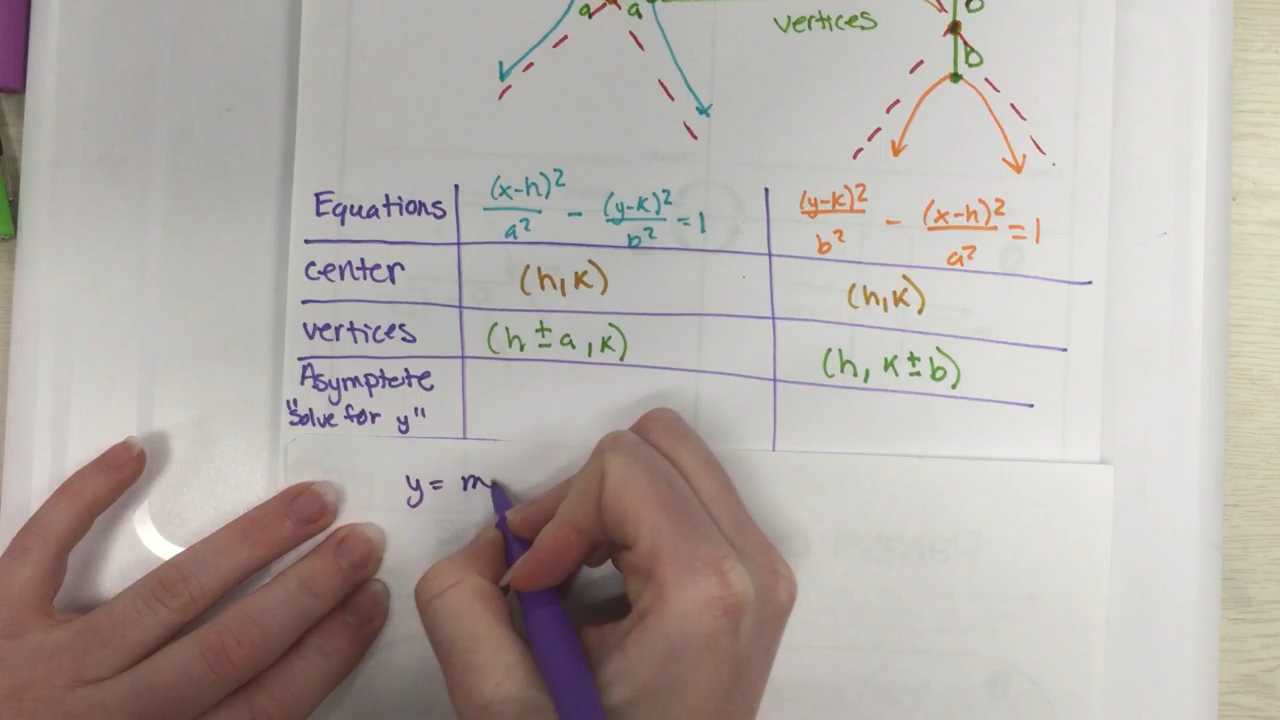 a a
vertices
b
b
Equations (x-h)²/a² - (y-k)²/b² = 1 (y-k)²/b² - (x-h)²/a² = 1
center (h,k) (h,k)
vertices (h ± a, k) (h, k ± b)
Asymptote
"Solve for y"
y = m